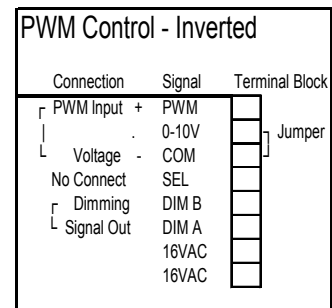 PWM Control - Inverted
Connection Signal Terminal Block
PWM Input + PWM
. 0-10V Jumper
Voltage - COM
No Connect SEL
Dimming DIM B
Signal Out DIM A
16VAC
16VAC